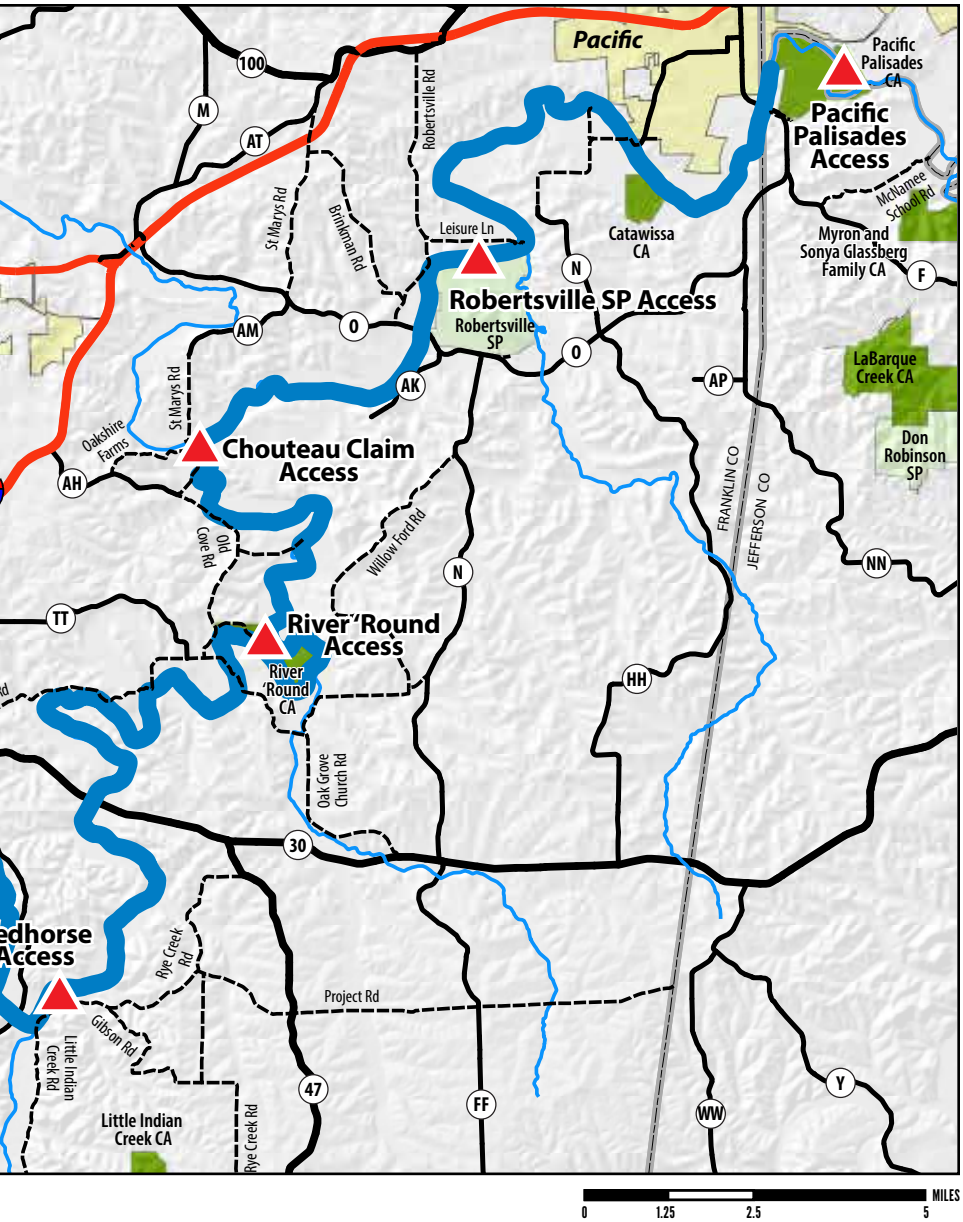 Pacific
Pacific
Palisades
CA
100
M
AT
Robertsville Rd
Pacific
Palisades
Access
McNamee
School Rd
St Marys Rd
Brinkman Rd
Leisure Ln
Catawissa
CA
Myron and
Sonya Glassberg
Family CA
N
F
Robertsville SP Access
Robertsville
SP
AM
O
O
LaBarque
Creek CA
AK
AP
St Marys Rd
Oakshire
Farms
Chouteau Claim
Access
Don
Robinson
SP
FRANKLIN CO
JEFFERSON CO
AH
Old
Cove Rd
Willow Ford Rd
N
NN
TT
River 'Round
Access
River
'Round
CA
HH
Rd
Oak Grove
Church Rd
30
edhorse
Access
Rye Creek
Rd
Project Rd
Gibson Rd
Little Indian
Creek Rd
47
FF
WW
Y
Little Indian
Creek CA
Rye Creek Rd
MILES
0
1.25
2.5
5